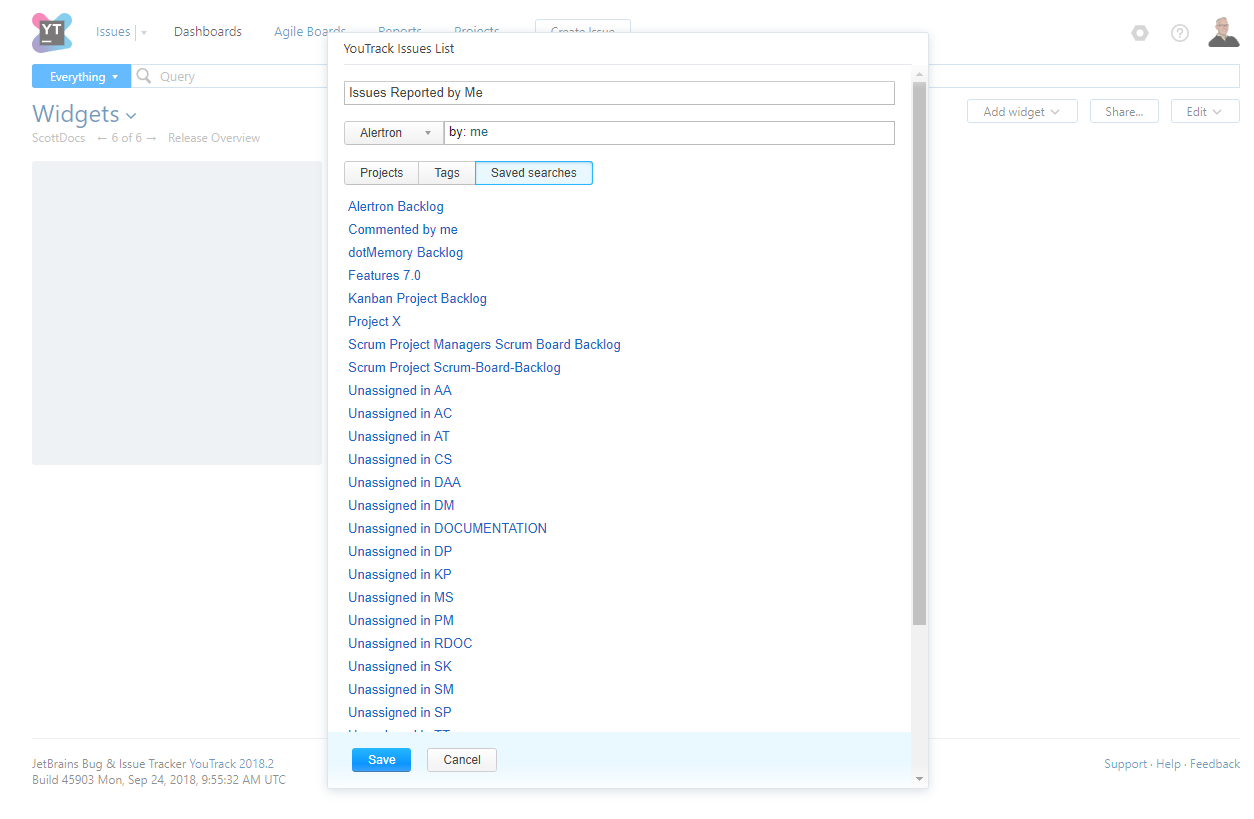 YT
Issues
Dashboards
Agile Boards
Reports
Projects
Create Issue
YouTrack Issues List
Everything
Query
Issues Reported by Me
Widgets
Add widget
Share...
Edit
ScottDocs ← 6 of 6 → Release Overview
Alertron
by: me
Projects
Tags
Saved searches
Alertron Backlog
Commented by me
dotMemory Backlog
Features 7.0
Kanban Project Backlog
Project X
Scrum Project Managers Scrum Board Backlog
Scrum Project Scrum-Board-Backlog
Unassigned in AA
Unassigned in AC
Unassigned in AT
Unassigned in CS
Unassigned in DAA
Unassigned in DM
Unassigned in DOCUMENTATION
Unassigned in DP
Unassigned in KP
Unassigned in MS
Unassigned in PM
Unassigned in RDOC
Unassigned in SK
Unassigned in SM
Unassigned in SP
Save
Cancel
JetBrains Bug & Issue Tracker YouTrack 2018.2
Build 45903 Mon, Sep 24, 2018, 9:55:32 AM UTC
Support · Help · Feedback